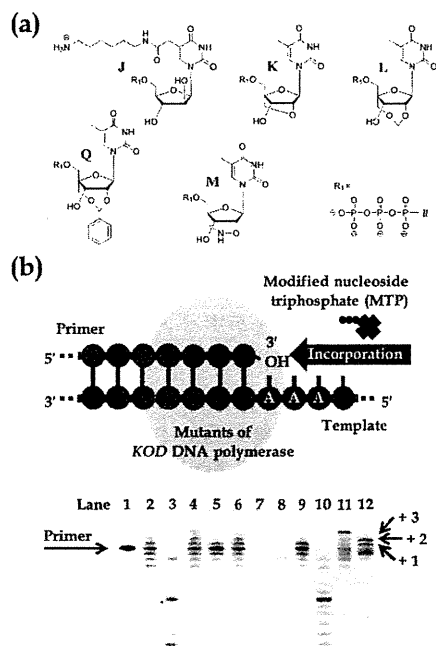 (a)
J
K
L
Q
M
R₁ =
(b)
Modified nucleoside
triphosphate (MTP)
Primer
3'
5'
OH
Incorporation
3'
A A A
5'
Template
Mutants of
KOD DNA polymerase
Lane 1 2 3 4 5 6 7 8 9 10 11 12
Primer
+ 3
+ 2
+ 1